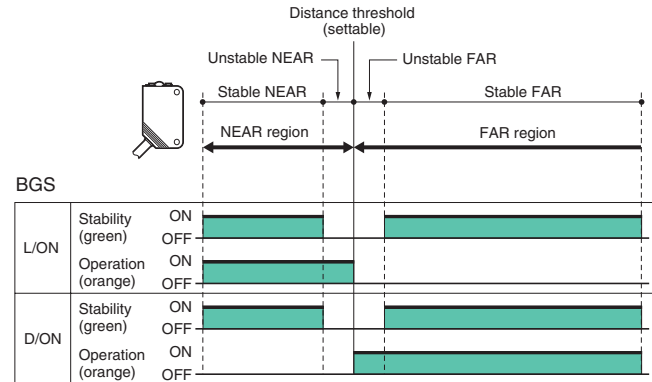 Distance threshold
(settable)
Unstable NEAR
Unstable FAR
Stable NEAR
Stable FAR
NEAR region
FAR region
BGS
L/ON
Stability
(green)
ON
OFF
Operation
(orange)
ON
OFF
D/ON
Stability
(green)
ON
OFF
Operation
(orange)
ON
OFF